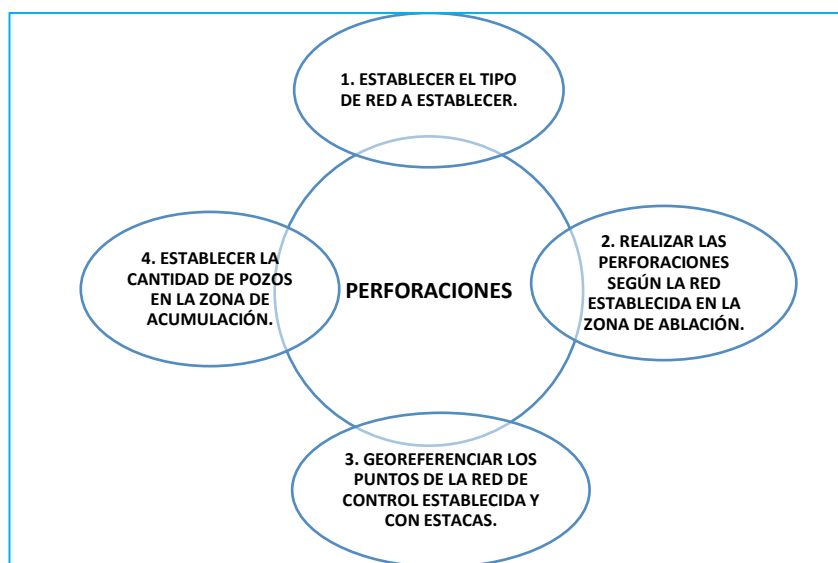 1. ESTABLECER EL TIPO
DE RED A ESTABLECER.
2. REALIZAR LAS
PERFORACIONES
SEGÚN LA RED
ESTABLECIDA EN LA
ZONA DE ABLACIÓN.
3. GEOREFERENCIAR LOS
PUNTOS DE LA RED DE
CONTROL ESTABLECIDA Y
CON ESTACAS.
4. ESTABLECER LA
CANTIDAD DE POZOS
EN LA ZONA DE
ACUMULACIÓN.
PERFORACIONES